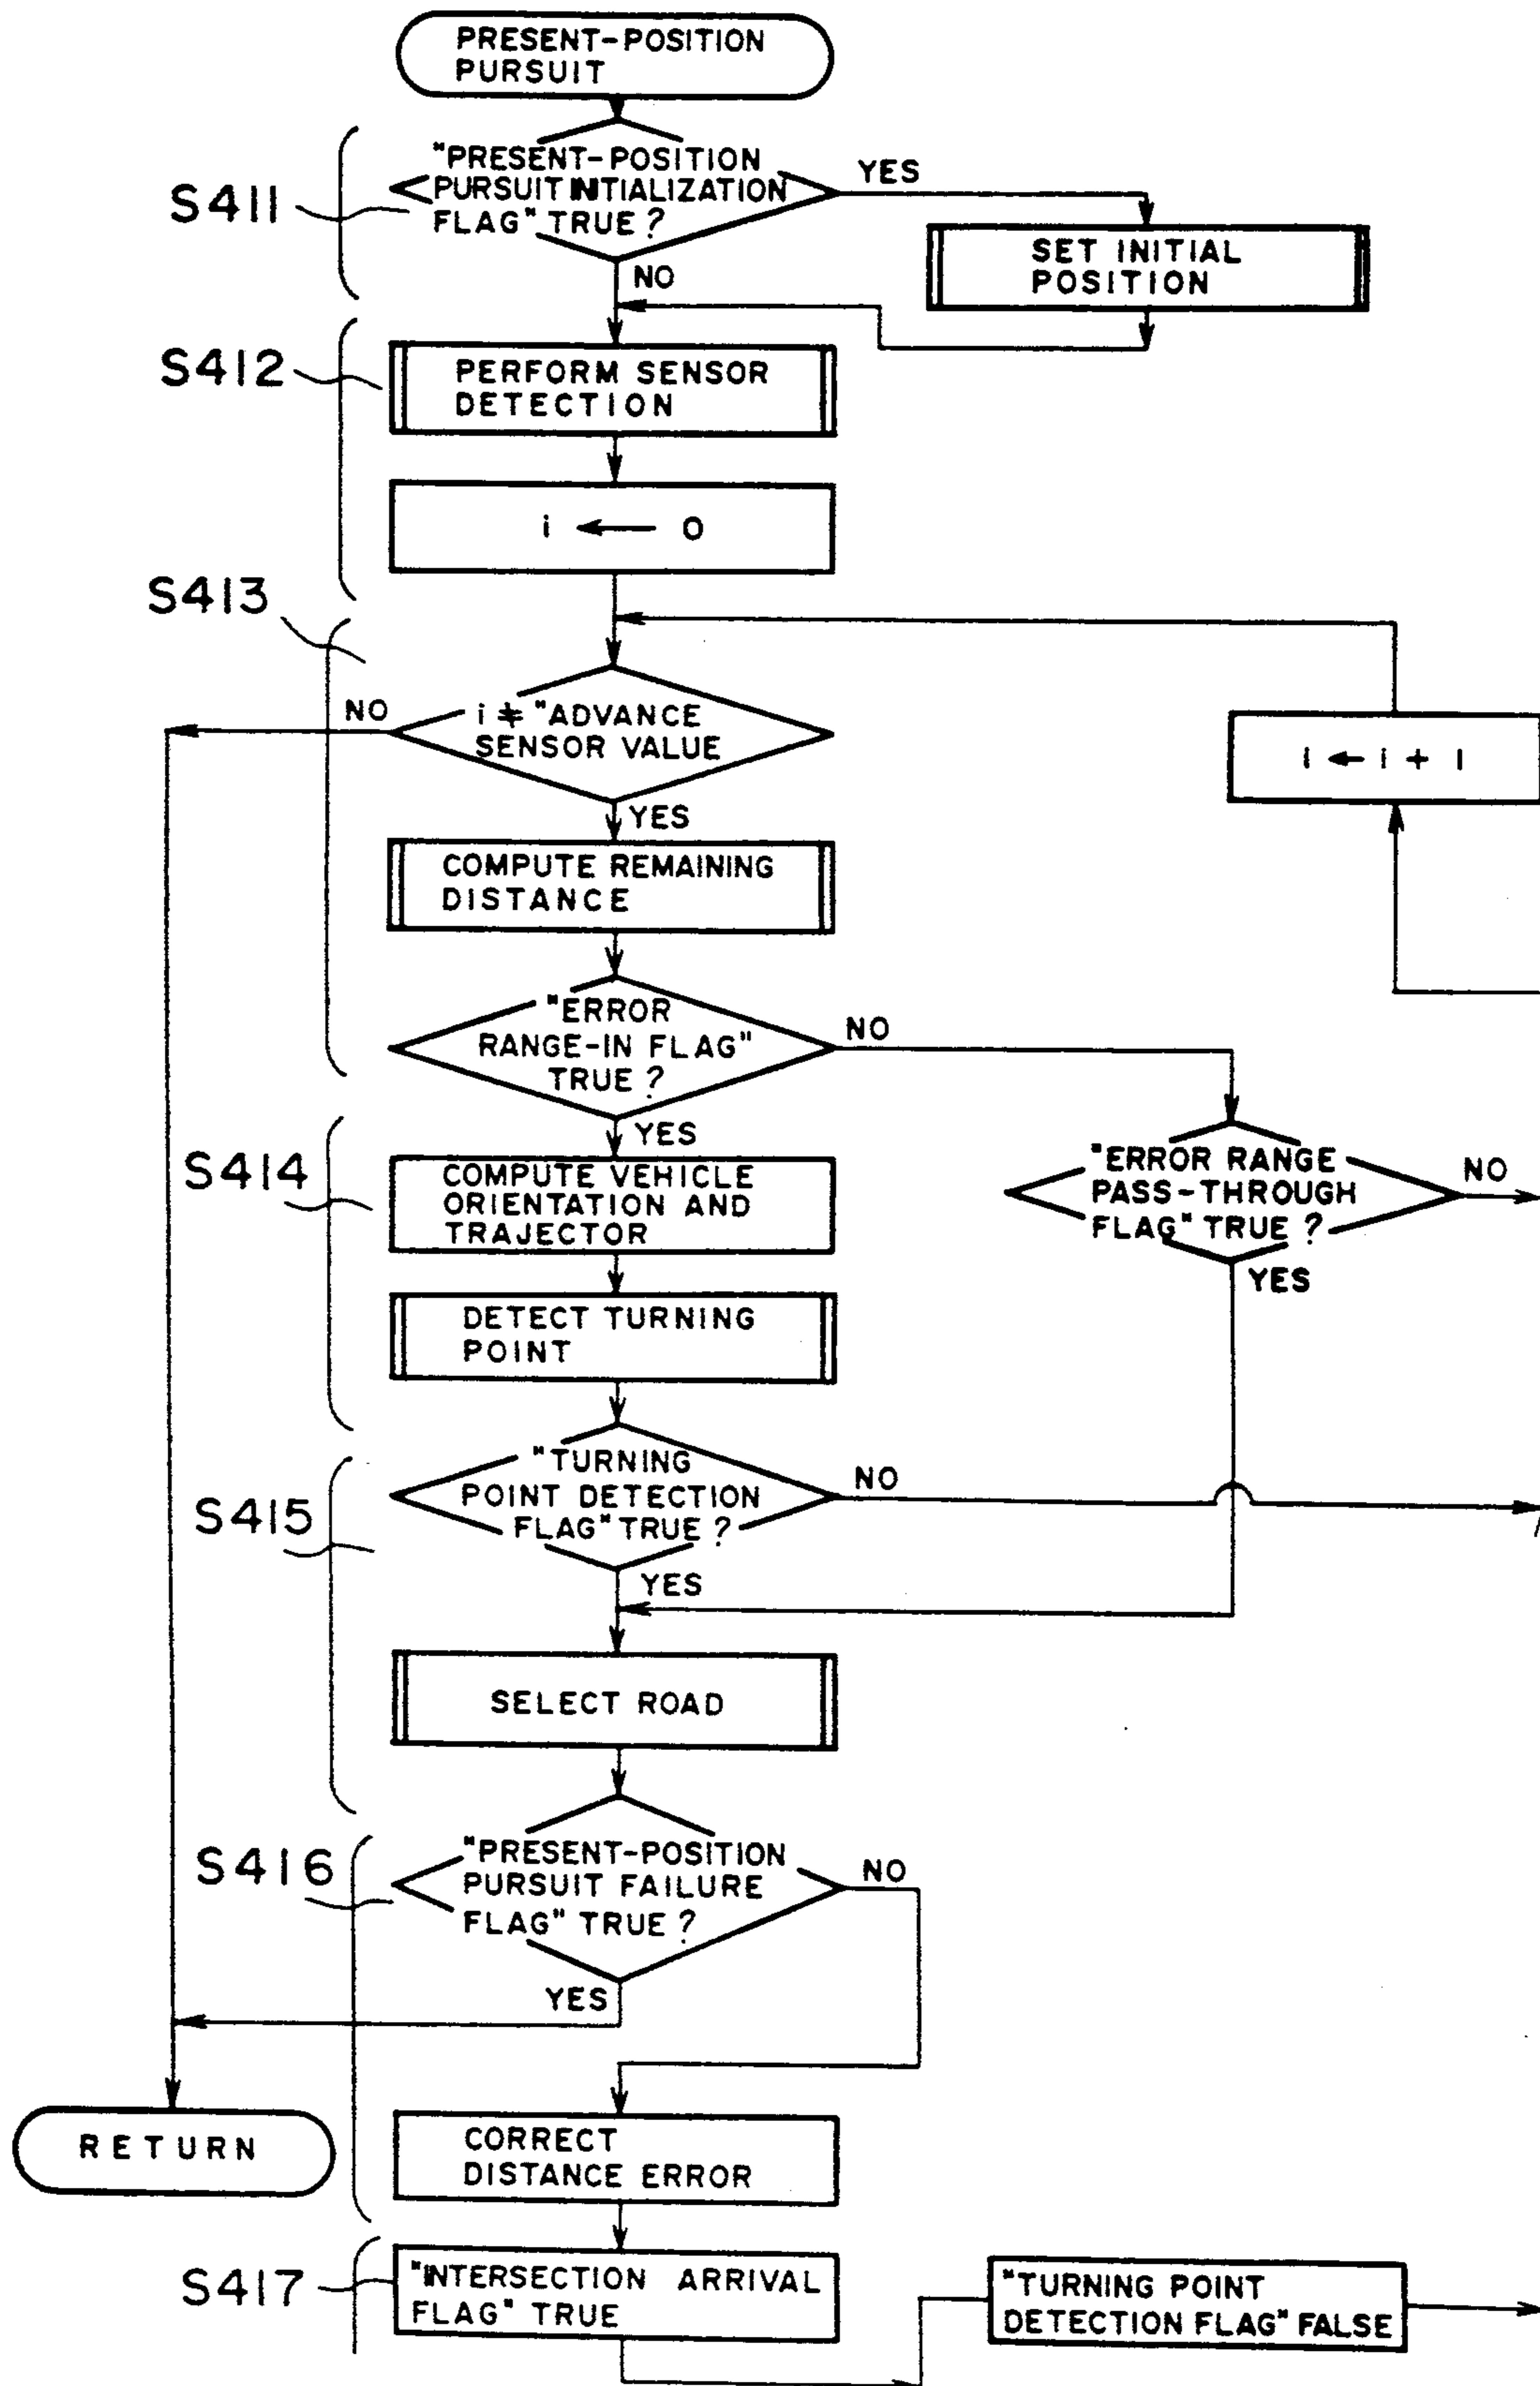 PRESENT-POSITION
PURSUIT
"PRESENT-POSITION
PURSUIT INTIALIZATION
FLAG" TRUE ?
YES
S411
SET INITIAL
POSITION
NO
S412
PERFORM SENSOR
DETECTION
i ← 0
S413
NO
i ≠ "ADVANCE
SENSOR VALUE
i ← i + 1
YES
COMPUTE REMAINING
DISTANCE
"ERROR
RANGE-IN FLAG"
TRUE ?
NO
YES
S414
COMPUTE VEHICLE
ORIENTATION AND
TRAJECTOR
"ERROR RANGE
PASS-THROUGH
FLAG" TRUE ?
NO
YES
DETECT TURNING
POINT
S415
"TURNING
POINT DETECTION
FLAG" TRUE ?
NO
YES
SELECT ROAD
S416
"PRESENT-POSITION
PURSUIT FAILURE
FLAG" TRUE ?
NO
YES
RETURN
CORRECT
DISTANCE ERROR
S417
"INTERSECTION ARRIVAL
FLAG" TRUE
"TURNING POINT
DETECTION FLAG" FALSE